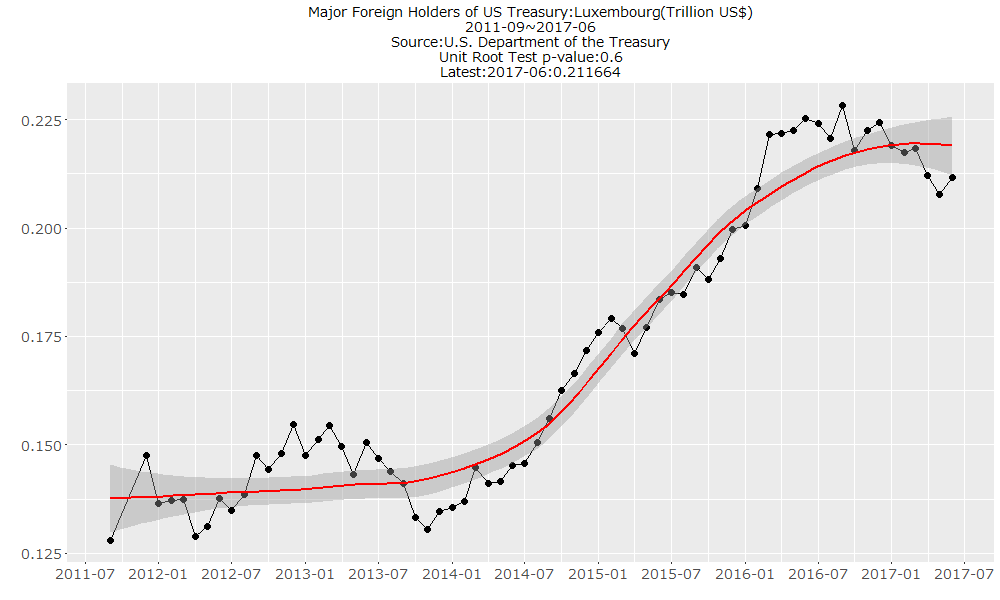 Major Foreign Holders of US Treasury:Luxembourg(Trillion US$)
2011-09~2017-06
Source:U.S. Department of the Treasury
Unit Root Test p-value:0.6
Latest:2017-06:0.211664
0.225
0.200
0.175
0.150
0.125
2011-07 2012-01 2012-07 2013-01 2013-07 2014-01 2014-07 2015-01 2015-07 2016-01 2016-07 2017-01 2017-07